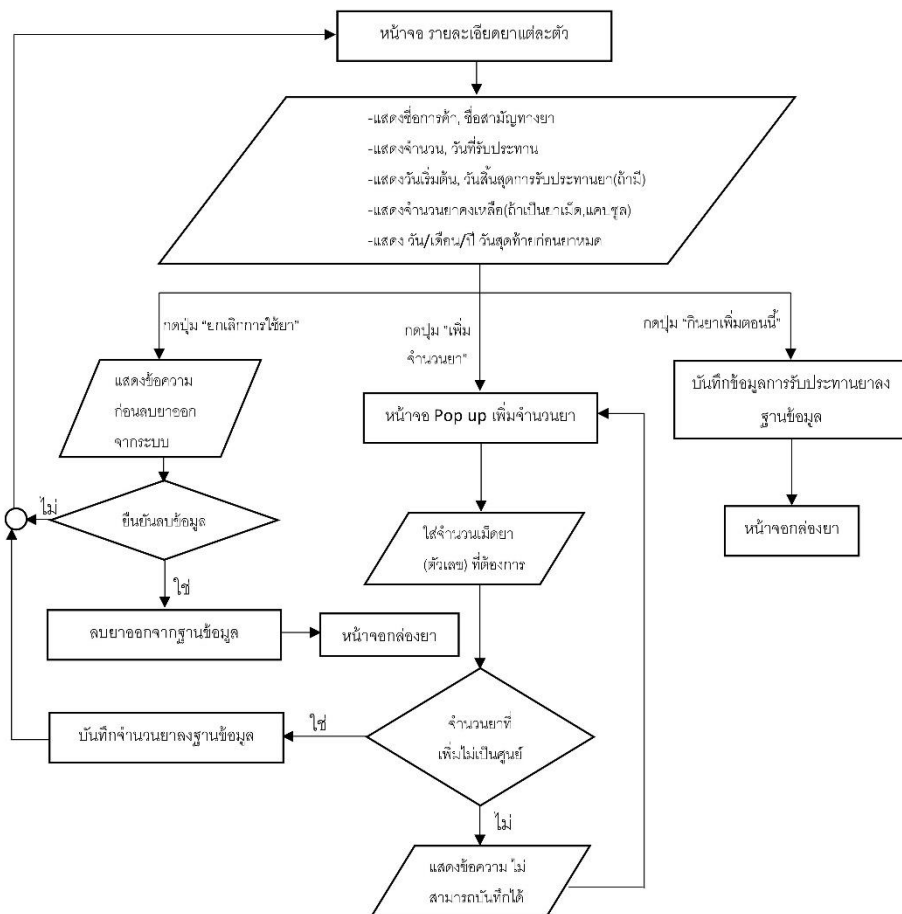 หน้าจอ รายละเอียดยาแต่ละตัว
-แสดงชื่อการค้า, ชื่อสามัญทางยา
-แสดงจำนวน, วันที่รับประทาน
-แสดงวันเริ่มต้น, วันสิ้นสุดการรับประทานยา(ถ้ามี)
-แสดงจำนวนยาคงเหลือ(ถ้าเป็นยาเม็ด,แคปซูล)
-แสดง วัน/เดือน/ปี วันสุดท้ายก่อนยาหมด
กดปุ่ม “ยกเลิกการใช้ยา”
กดปุ่ม “เพิ่ม
จำนวนยา”
กดปุ่ม “กินยาเพิ่มตอนนี้”
แสดงข้อความ
ก่อนลบยาออก
จากระบบ
หน้าจอ Pop up เพิ่มจำนวนยา
บันทึกข้อมูลการรับประทานยาลง
ฐานข้อมูล
ไม่
ยืนยันลบข้อมูล
ใส่จำนวนเม็ดยา
(ตัวเลข) ที่ต้องการ
หน้าจอกล่องยา
ใช่
ลบยาออกจากฐานข้อมูล
หน้าจอกล่องยา
บันทึกจำนวนยาลงฐานข้อมูล
ใช่
จำนวนยาที่
เพิ่มไม่เป็นศูนย์
ไม่
แสดงข้อความ ไม่
สามารถบันทึกได้